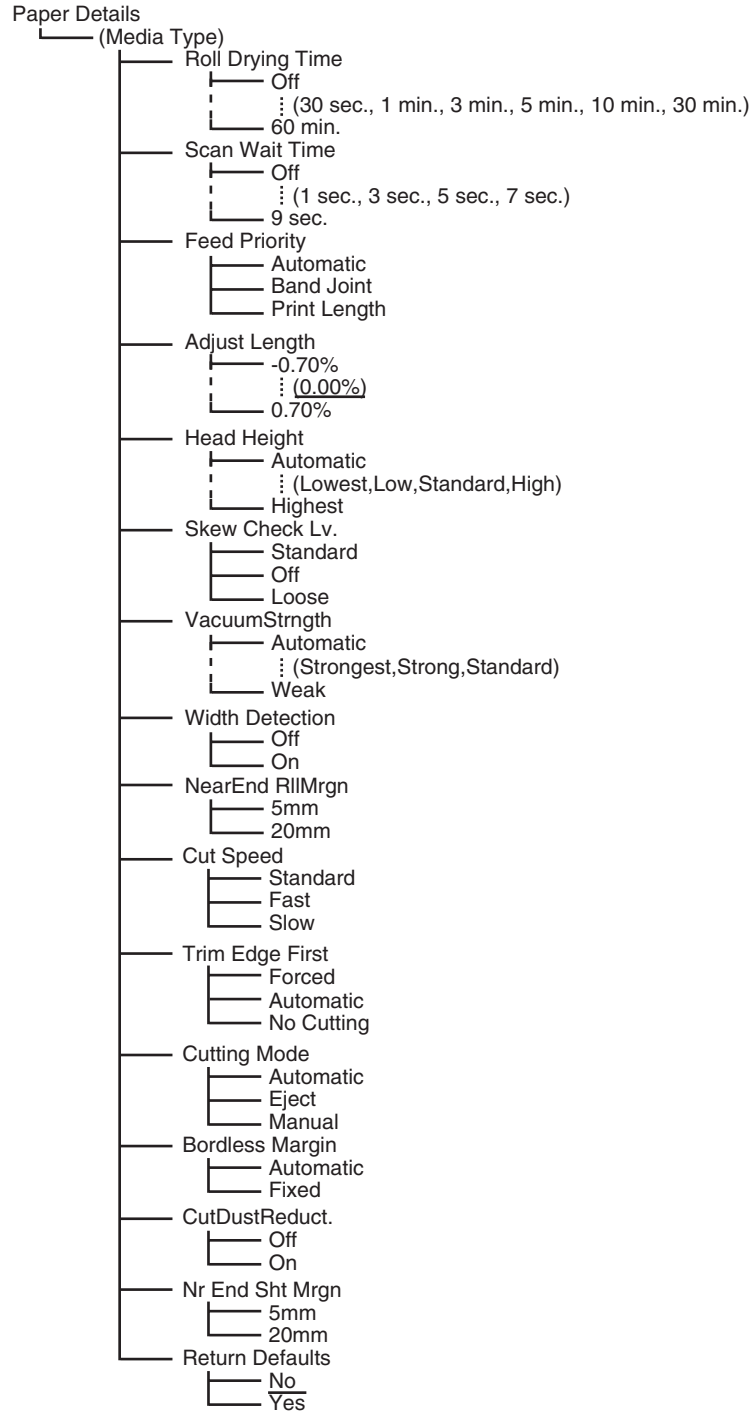 Paper Details
(Media Type)
Roll Drying Time
Off
(30 sec., 1 min., 3 min., 5 min., 10 min., 30 min.)
60 min.
Scan Wait Time
Off
(1 sec., 3 sec., 5 sec., 7 sec.)
9 sec.
Feed Priority
Automatic
Band Joint
Print Length
Adjust Length
-0.70%
(0.00%)
0.70%
Head Height
Automatic
(Lowest,Low,Standard,High)
Highest
Skew Check Lv.
Standard
Off
Loose
VacuumStrngth
Automatic
(Strongest,Strong,Standard)
Weak
Width Detection
Off
On
NearEnd RllMrgn
5mm
20mm
Cut Speed
Standard
Fast
Slow
Trim Edge First
Forced
Automatic
No Cutting
Cutting Mode
Automatic
Eject
Manual
Bordless Margin
Automatic
Fixed
CutDustReduct.
Off
On
Nr End Sht Mrgn
5mm
20mm
Return Defaults
No
Yes